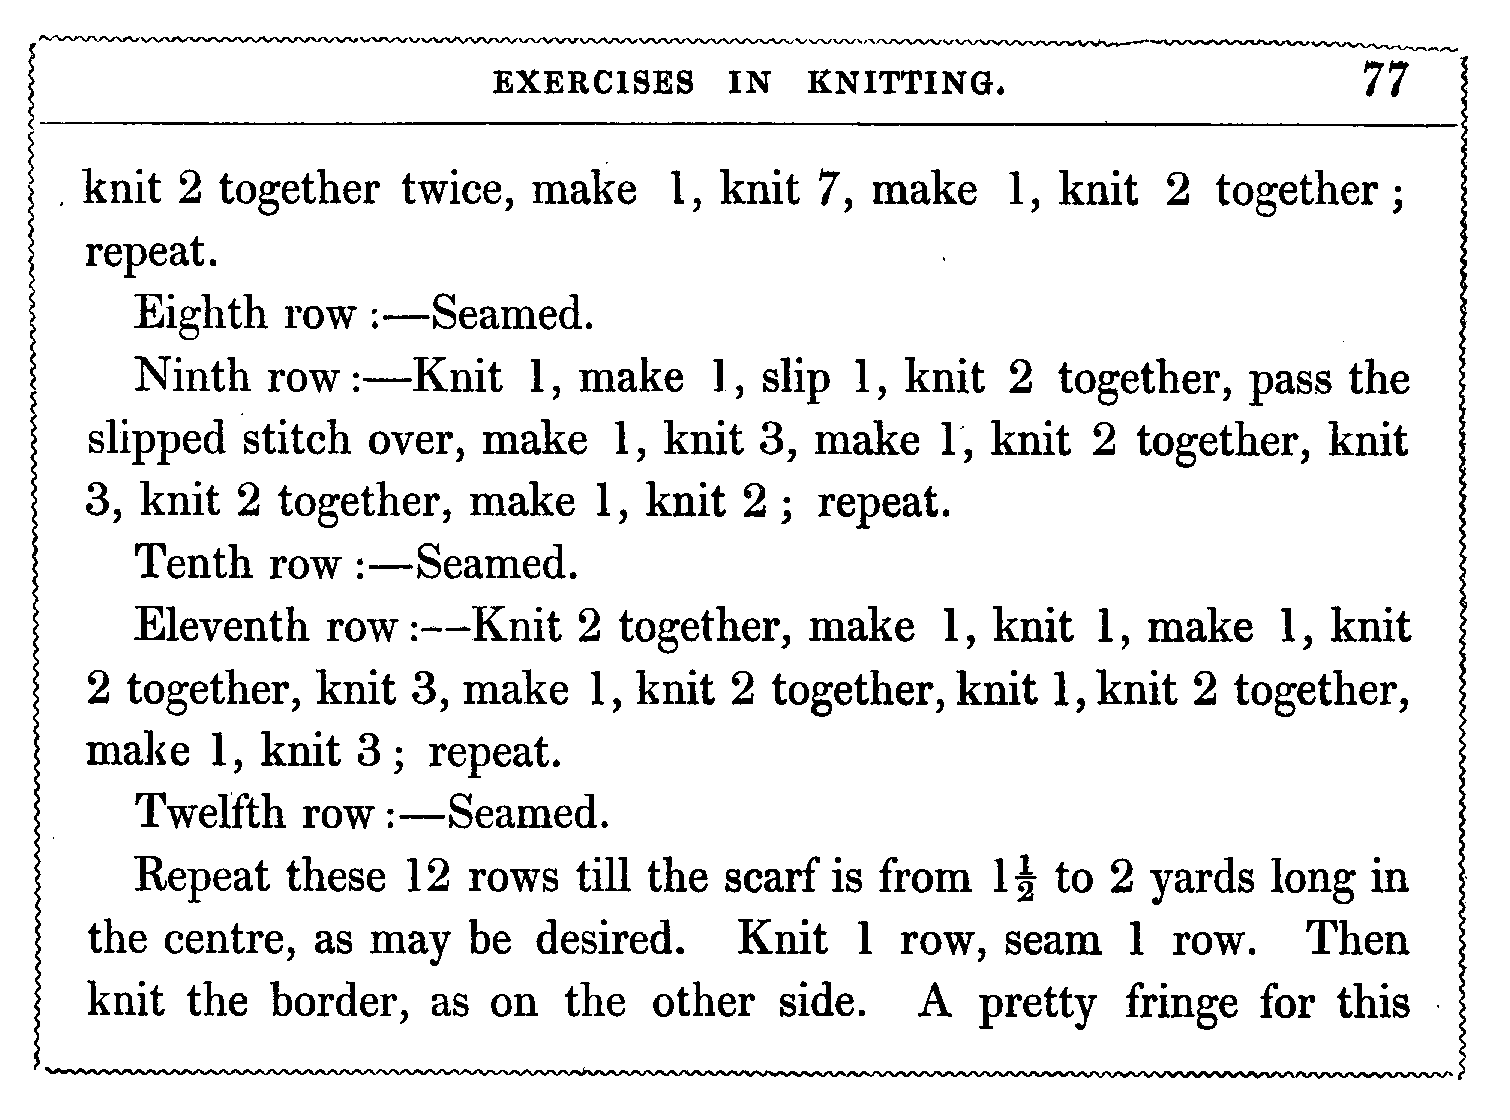 EXERCISES IN KNITTING. 77
knit 2 together twice, make 1, knit 7, make 1, knit 2 together ;
repeat.
Eighth row :—Seamed.
Ninth row :—Knit 1, make 1, slip 1, knit 2 together, pass the
slipped stitch over, make 1, knit 3, make 1, knit 2 together, knit
3, knit 2 together, make 1, knit 2 ; repeat.
Tenth row :—Seamed.
Eleventh row :—Knit 2 together, make 1, knit 1, make 1, knit
2 together, knit 3, make 1, knit 2 together, knit 1, knit 2 together,
make 1, knit 3 ; repeat.
Twelfth row :—Seamed.
Repeat these 12 rows till the scarf is from 1½ to 2 yards long in
the centre, as may be desired. Knit 1 row, seam 1 row. Then
knit the border, as on the other side. A pretty fringe for this